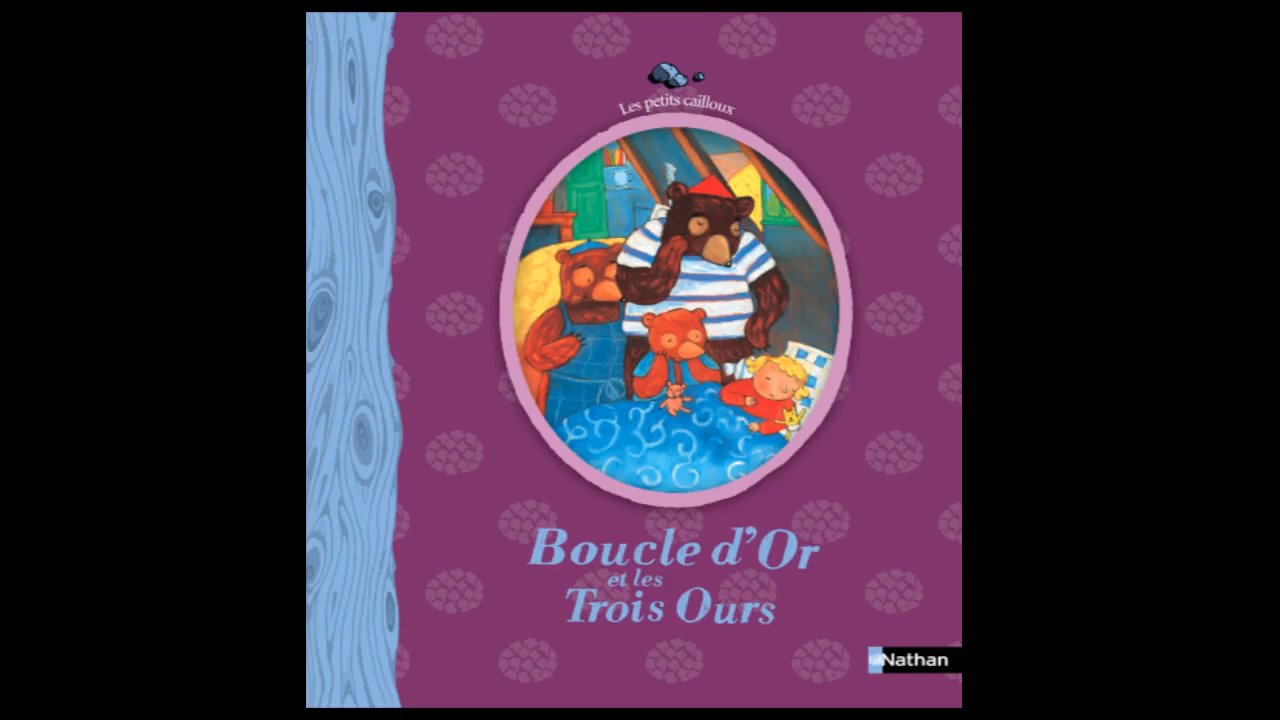 Les petits cailloux
Boucle d'Or
et les
Trois Ours
Nathan